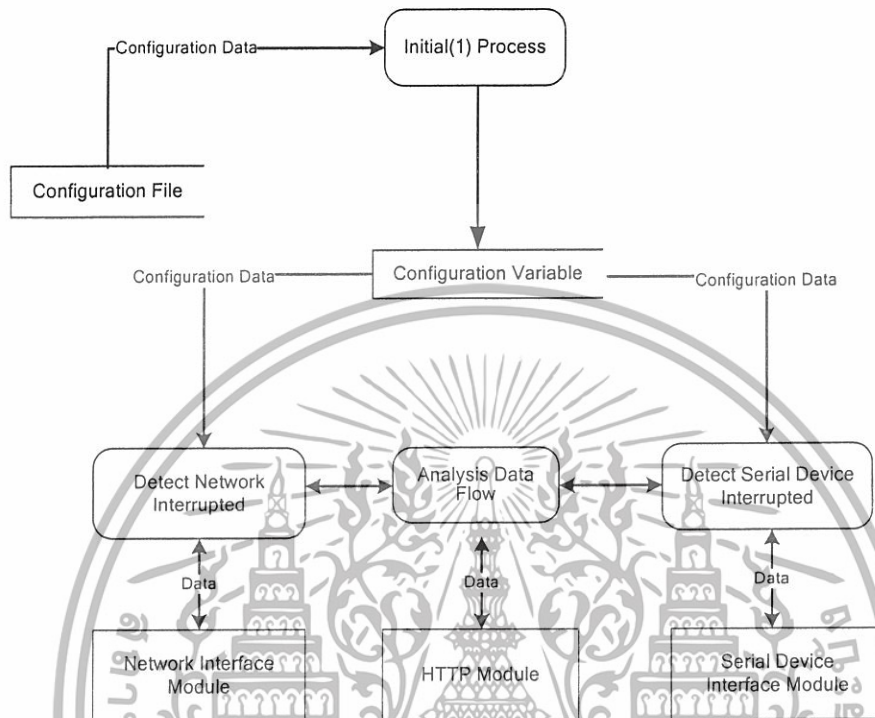 Configuration Data
Initial(1) Process
Configuration File
Configuration Variable
Configuration Data
Configuration Data
Detect Network
Interrupted
Analysis Data
Flow
Detect Serial Device
Interrupted
Data
Data
Data
Network Interface
Module
HTTP Module
Serial Device
Interface Module